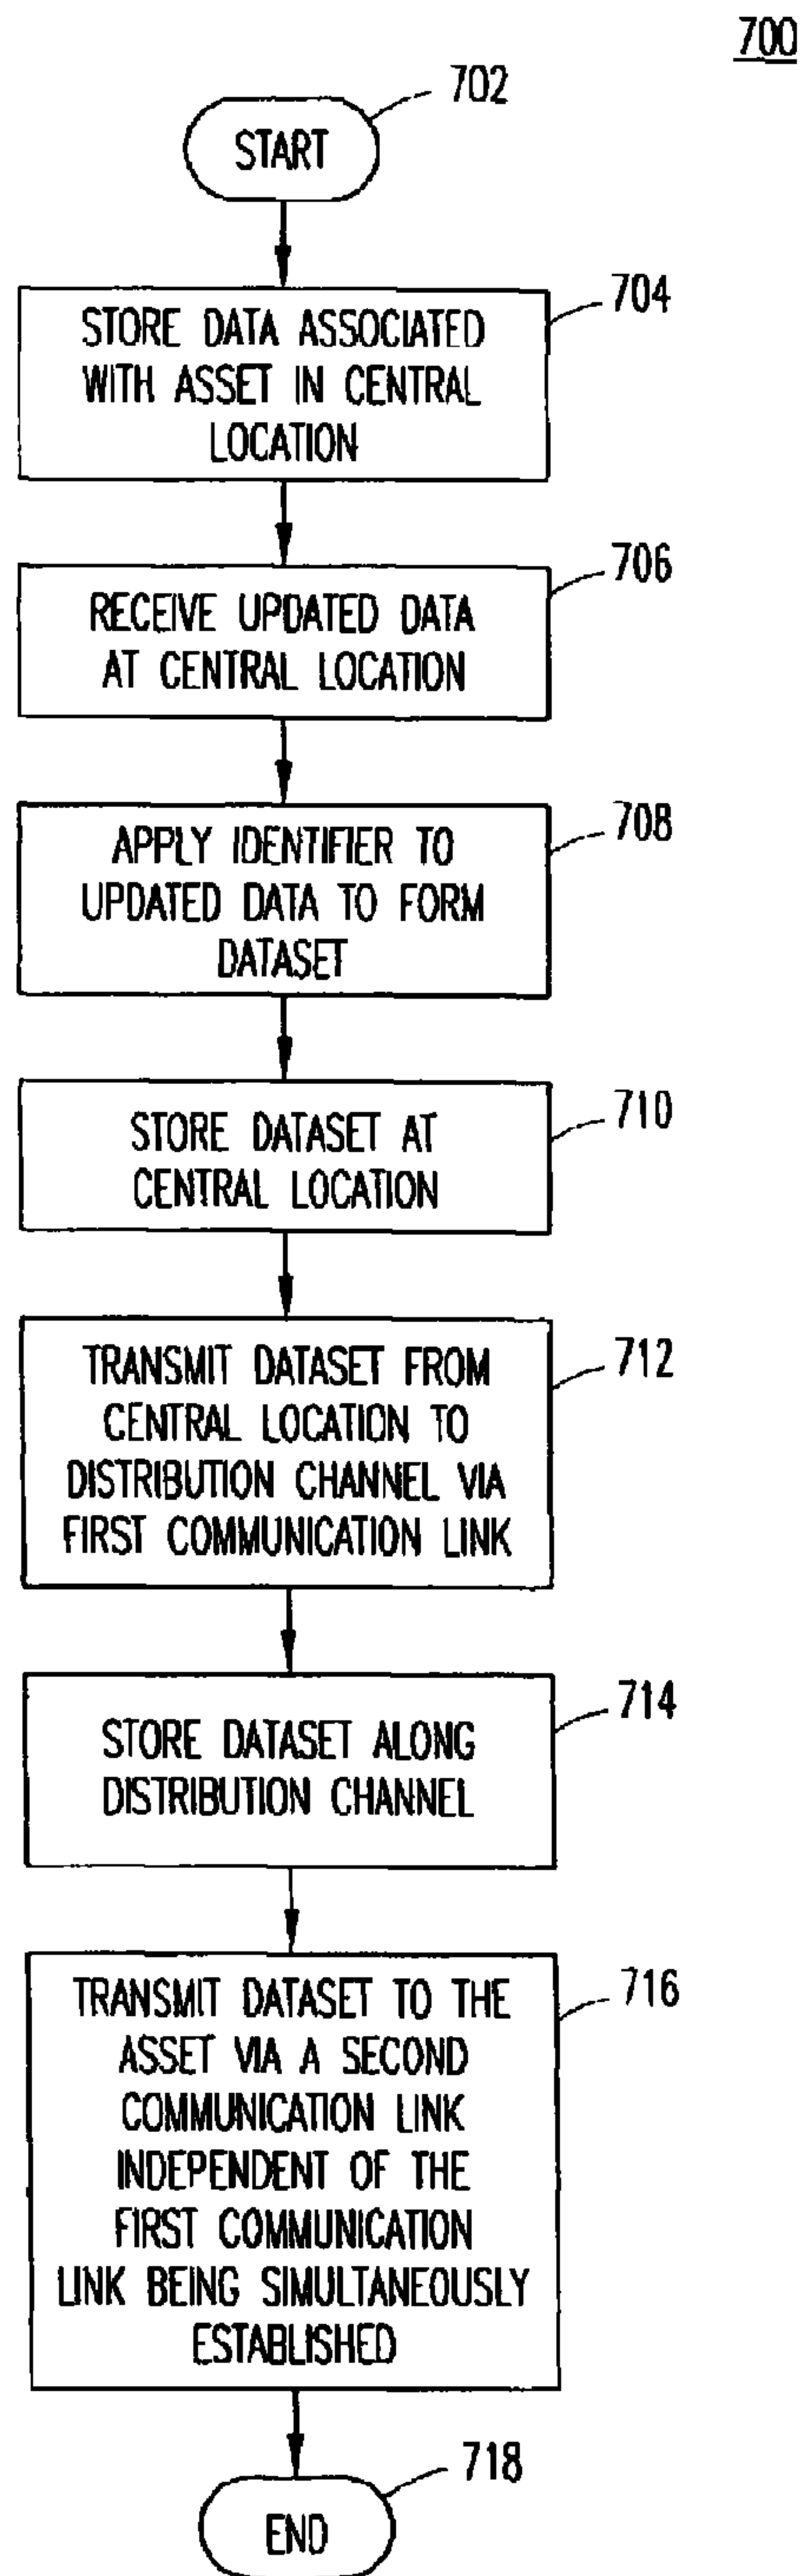 700
702
START
704
STORE DATA ASSOCIATED
WITH ASSET IN CENTRAL
LOCATION
706
RECEIVE UPDATED DATA
AT CENTRAL LOCATION
708
APPLY IDENTIFIER TO
UPDATED DATA TO FORM
DATASET
710
STORE DATASET AT
CENTRAL LOCATION
712
TRANSMIT DATASET FROM
CENTRAL LOCATION TO
DISTRIBUTION CHANNEL VIA
FIRST COMMUNICATION LINK
714
STORE DATASET ALONG
DISTRIBUTION CHANNEL
716
TRANSMIT DATASET TO THE
ASSET VIA A SECOND
COMMUNICATION LINK
INDEPENDENT OF THE
FIRST COMMUNICATION
LINK BEING SIMULTANEOUSLY
ESTABLISHED
718
END